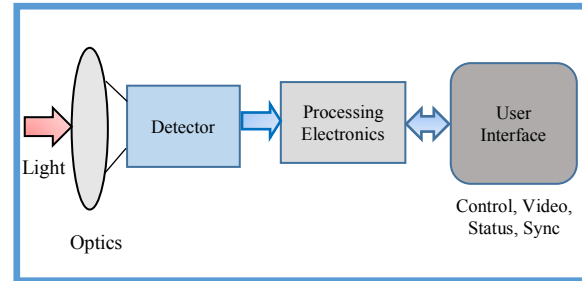 Light
Optics
Detector
Processing
Electronics
User
Interface
Control, Video,
Status, Sync